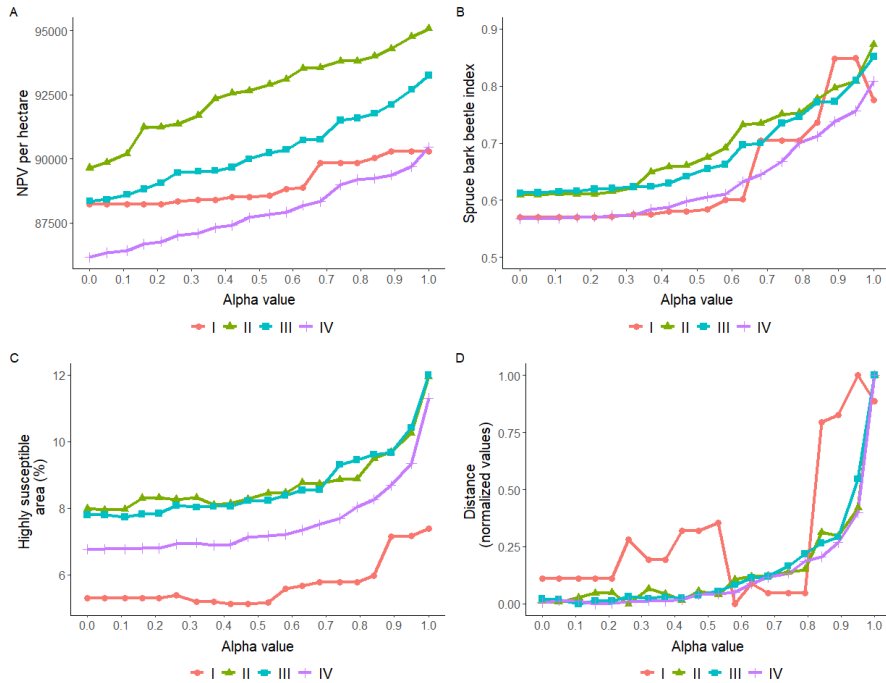 A
NPV per hectare
95000
92500
90000
87500
0.0 0.1 0.2 0.3 0.4 0.5 0.6 0.7 0.8 0.9 1.0
Alpha value
I II III IV
B
Spruce bark beetle index
0.9
0.8
0.7
0.6
0.5
0.0 0.1 0.2 0.3 0.4 0.5 0.6 0.7 0.8 0.9 1.0
Alpha value
I II III IV
C
Highly susceptible
area (%)
12
10
8
6
0.0 0.1 0.2 0.3 0.4 0.5 0.6 0.7 0.8 0.9 1.0
Alpha value
I II III IV
D
Distance
(normalized values)
1.00
0.75
0.50
0.25
0.00
0.0 0.1 0.2 0.3 0.4 0.5 0.6 0.7 0.8 0.9 1.0
Alpha value
I II III IV